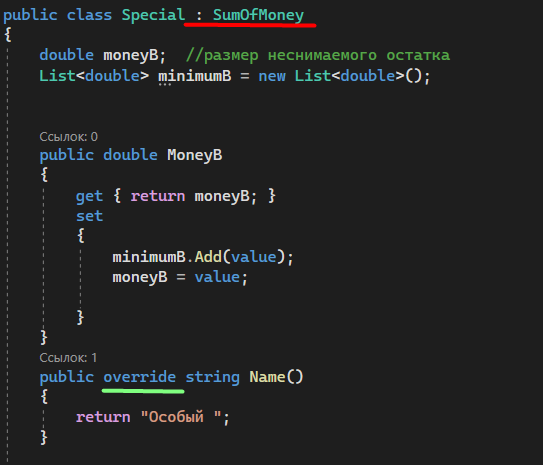 public class Special : SumOfMoney
{
double moneyB; //размер неснимаемого остатка
List<double> minimumB = new List<double>();
Ссылок: 0
public double MoneyB
{
get { return moneyB; }
set
{
minimumB.Add(value);
moneyB = value;
}
}
Ссылок: 1
public override string Name()
{
return "Особый ";
}